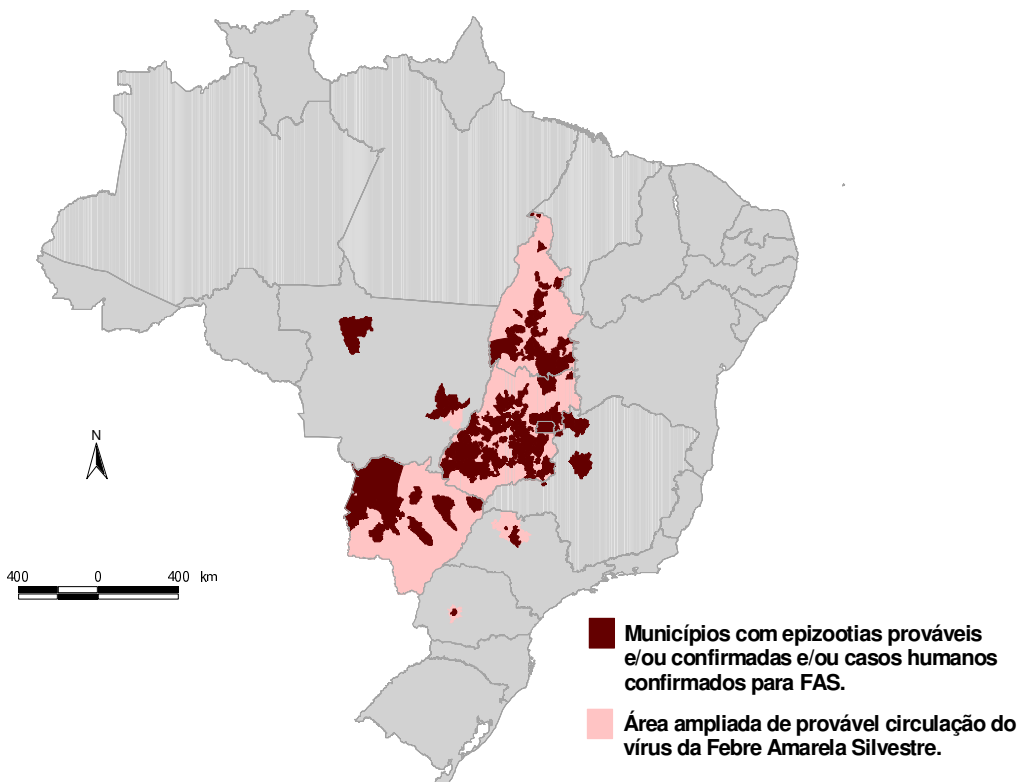 N
400 0 400 km
Municípios com epizootias prováveis
e/ou confirmadas e/ou casos humanos
confirmados para FAS.
Área ampliada de provável circulação do
vírus da Febre Amarela Silvestre.